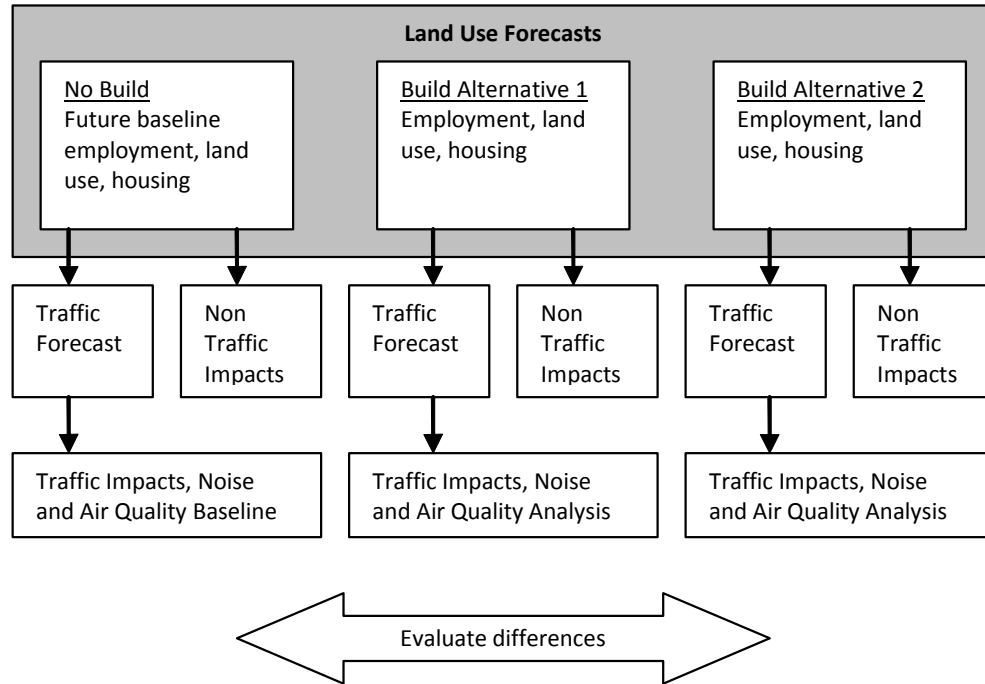 Land Use Forecasts
No Build
Future baseline
employment, land
use, housing
Build Alternative 1
Employment, land
use, housing
Build Alternative 2
Employment, land
use, housing
Traffic
Forecast
Non
Traffic
Impacts
Traffic
Forecast
Non
Traffic
Impacts
Traffic
Forecast
Non
Traffic
Impacts
Traffic Impacts, Noise
and Air Quality Baseline
Traffic Impacts, Noise
and Air Quality Analysis
Traffic Impacts, Noise
and Air Quality Analysis
Evaluate differences